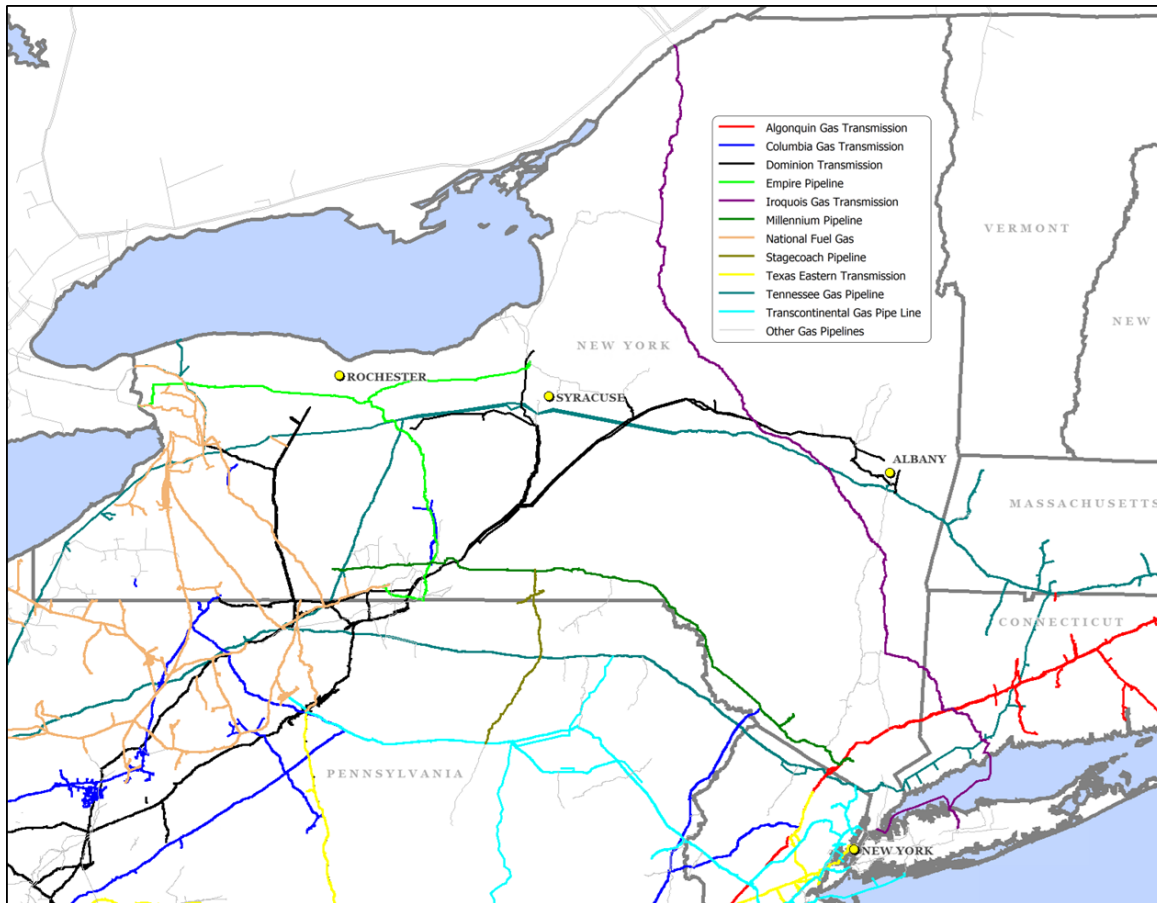 Algonquin Gas Transmission
Columbia Gas Transmission
Dominion Transmission
Empire Pipeline
Iroquois Gas Transmission
Millennium Pipeline
National Fuel Gas
Stagecoach Pipeline
Texas Eastern Transmission
Tennessee Gas Pipeline
Transcontinental Gas Pipe Line
Other Gas Pipelines
VERMONT
NEW
NEW YORK
ROCHESTER
SYRACUSE
ALBANY
MASSACHUSETTS
CONNECTICUT
PENNSYLVANIA
NEW YORK